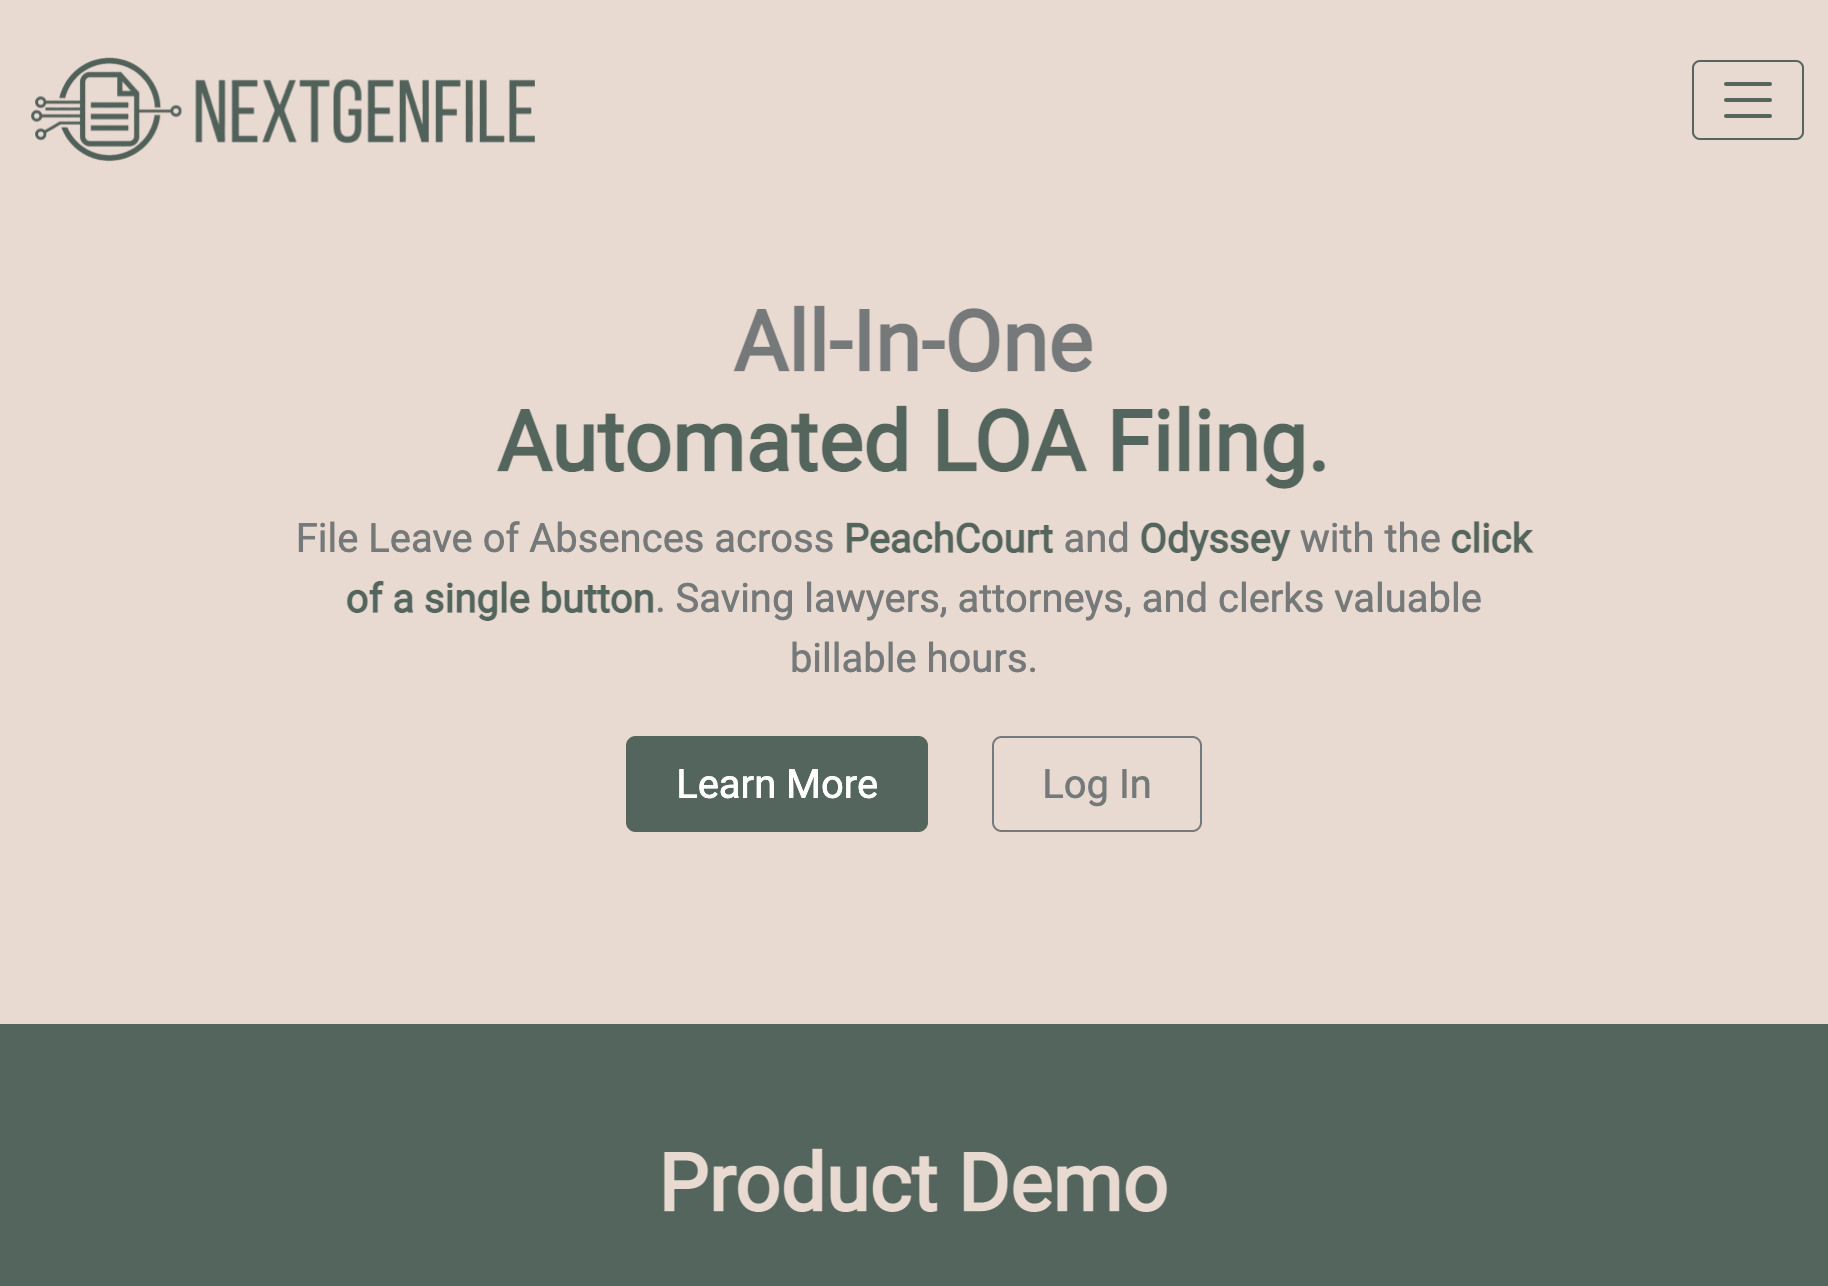 NEXTGENFILE
All-In-One
Automated LOA Filing.
File Leave of Absences across PeachCourt and Odyssey with the click
of a single button. Saving lawyers, attorneys, and clerks valuable
billable hours.
Learn More
Log In
Product Demo